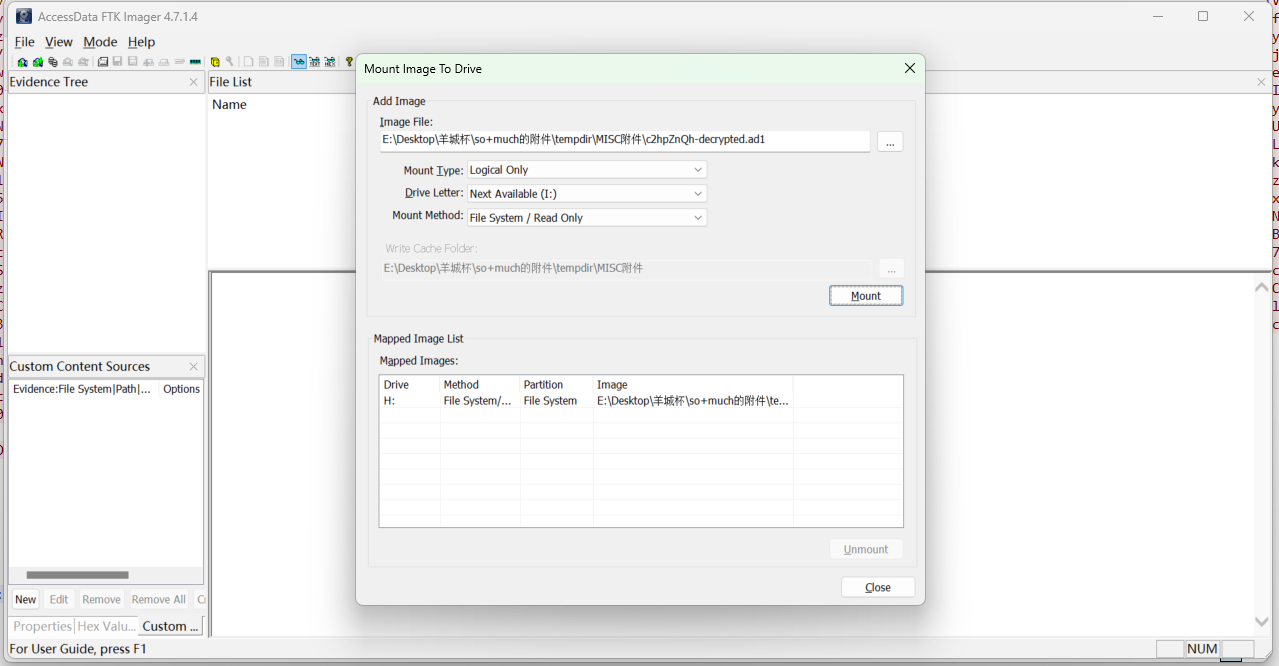 AccessData FTK Imager 4.7.1.4
File View Mode Help
Evidence Tree
File List
Name
Mount Image To Drive
Add Image
Image File:
E:\Desktop\羊城杯\so+much的附件\tempdir\MISC附件\c2hpZnQh-decrypted.ad1
...
Mount Type: Logical Only
Drive Letter: Next Available (I:)
Mount Method: File System / Read Only
Write Cache Folder:
E:\Desktop\羊城杯\so+much的附件\tempdir\MISC附件
...
Mount
Mapped Image List
Mapped Images:
Drive Method Partition Image
H: File System/... File System E:\Desktop\羊城杯\so+much的附件\te...
Unmount
Close
Custom Content Sources
Evidence:File System|Path|... Options
New Edit Remove Remove All
Properties Hex Valu... Custom ...
For User Guide, press F1
NUM